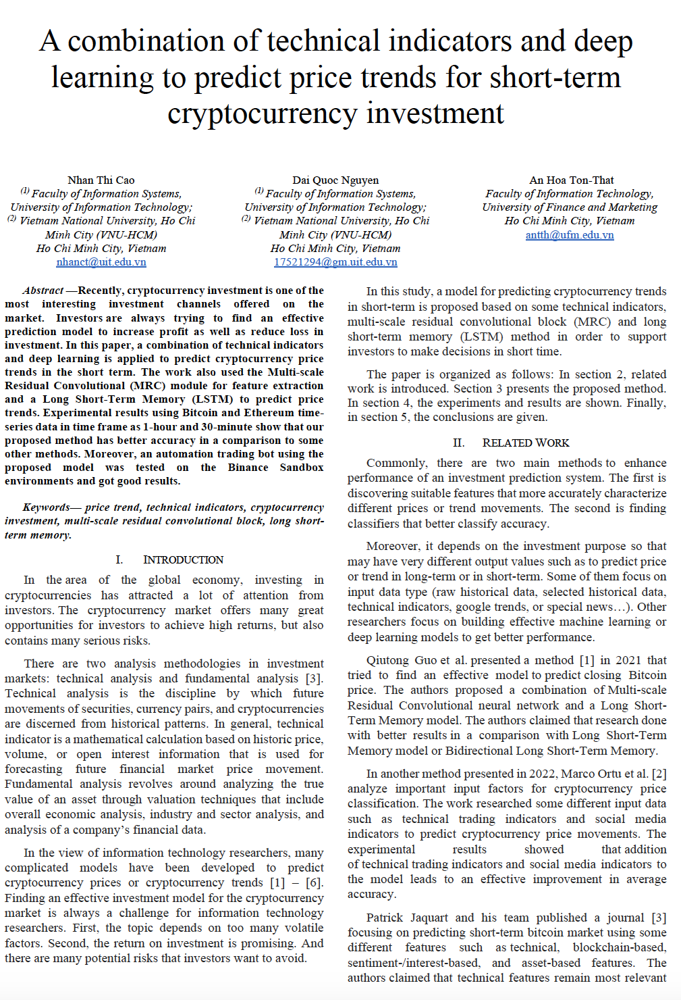 A combination of technical indicators and deep
learning to predict price trends for short-term
cryptocurrency investment
Nhan Thi Cao
(1) Faculty of Information Systems,
University of Information Technology;
(2) Vietnam National University, Ho Chi
Minh City (VNU-HCM)
Ho Chi Minh City, Vietnam
nhanct@uit.edu.vn
Dai Quoc Nguyen
(1) Faculty of Information Systems,
University of Information Technology;
(2) Vietnam National University, Ho Chi
Minh City (VNU-HCM)
Ho Chi Minh City, Vietnam
17521294@gm.uit.edu.vn
An Hoa Ton-That
Faculty of Information Technology,
University of Finance and Marketing
Ho Chi Minh City, Vietnam
antth@ufm.edu.vn
Abstract —Recently, cryptocurrency investment is one of the
most interesting investment channels offered on the
market. Investors are always trying to find an effective
prediction model to increase profit as well as reduce loss in
investment. In this paper, a combination of technical indicators
and deep learning is applied to predict cryptocurrency price
trends in the short term. The work also used the Multi-scale
Residual Convolutional (MRC) module for feature extraction
and a Long Short-Term Memory (LSTM) to predict price
trends. Experimental results using Bitcoin and Ethereum time-
series data in time frame as 1-hour and 30-minute show that our
proposed method has better accuracy in a comparison to some
other methods. Moreover, an automation trading bot using the
proposed model was tested on the Binance Sandbox
environments and got good results.
Keywords— price trend, technical indicators, cryptocurrency
investment, multi-scale residual convolutional block, long short-
term memory.
I. INTRODUCTION
In the area of the global economy, investing in
cryptocurrencies has attracted a lot of attention from
investors. The cryptocurrency market offers many great
opportunities for investors to achieve high returns, but also
contains many serious risks.
There are two analysis methodologies in investment
markets: technical analysis and fundamental analysis [3].
Technical analysis is the discipline by which future
movements of securities, currency pairs, and cryptocurrencies
are discerned from historical patterns. In general, technical
indicator is a mathematical calculation based on historic price,
volume, or open interest information that is used for
forecasting future financial market price movement.
Fundamental analysis revolves around analyzing the true
value of an asset through valuation techniques that include
overall economic analysis, industry and sector analysis, and
analysis of a company’s financial data.
In the view of information technology researchers, many
complicated models have been developed to predict
cryptocurrency prices or cryptocurrency trends [1] – [6].
Finding an effective investment model for the cryptocurrency
market is always a challenge for information technology
researchers. First, the topic depends on too many volatile
factors. Second, the return on investment is promising. And
there are many potential risks that investors want to avoid.
In this study, a model for predicting cryptocurrency trends
in short-term is proposed based on some technical indicators,
multi-scale residual convolutional block (MRC) and long
short-term memory (LSTM) method in order to support
investors to make decisions in short time.
The paper is organized as follows: In section 2, related
work is introduced. Section 3 presents the proposed method.
In section 4, the experiments and results are shown. Finally,
in section 5, the conclusions are given.
II. RELATED WORK
Commonly, there are two main methods to enhance
performance of an investment prediction system. The first is
discovering suitable features that more accurately characterize
different prices or trend movements. The second is finding
classifiers that better classify accuracy.
Moreover, it depends on the investment purpose so that
may have very different output values such as to predict price
or trend in long-term or in short-term. Some of them focus on
input data type (raw historical data, selected historical data,
technical indicators, google trends, or special news…). Other
researchers focus on building effective machine learning or
deep learning models to get better performance.
Qiutong Guo et al. presented a method [1] in 2021 that
tried to find an effective model to predict closing Bitcoin
price. The authors proposed a combination of Multi-scale
Residual Convolutional neural network and a Long Short-
Term Memory model. The authors claimed that research done
with better results in a comparison with Long Short-Term
Memory model or Bidirectional Long Short-Term Memory.
In another method presented in 2022, Marco Ortu et al. [2]
analyze important input factors for cryptocurrency price
classification. The work researched some different input data
such as technical trading indicators and social media
indicators to predict cryptocurrency price movements. The
experimental results showed that addition
of technical trading indicators and social media indicators to
the model leads to an effective improvement in average
accuracy.
Patrick Jaquart and his team published a journal [3]
focusing on predicting short-term bitcoin market using some
different features such as technical, blockchain-based,
sentiment-/interest-based, and asset-based features. The
authors claimed that technical features remain most relevant